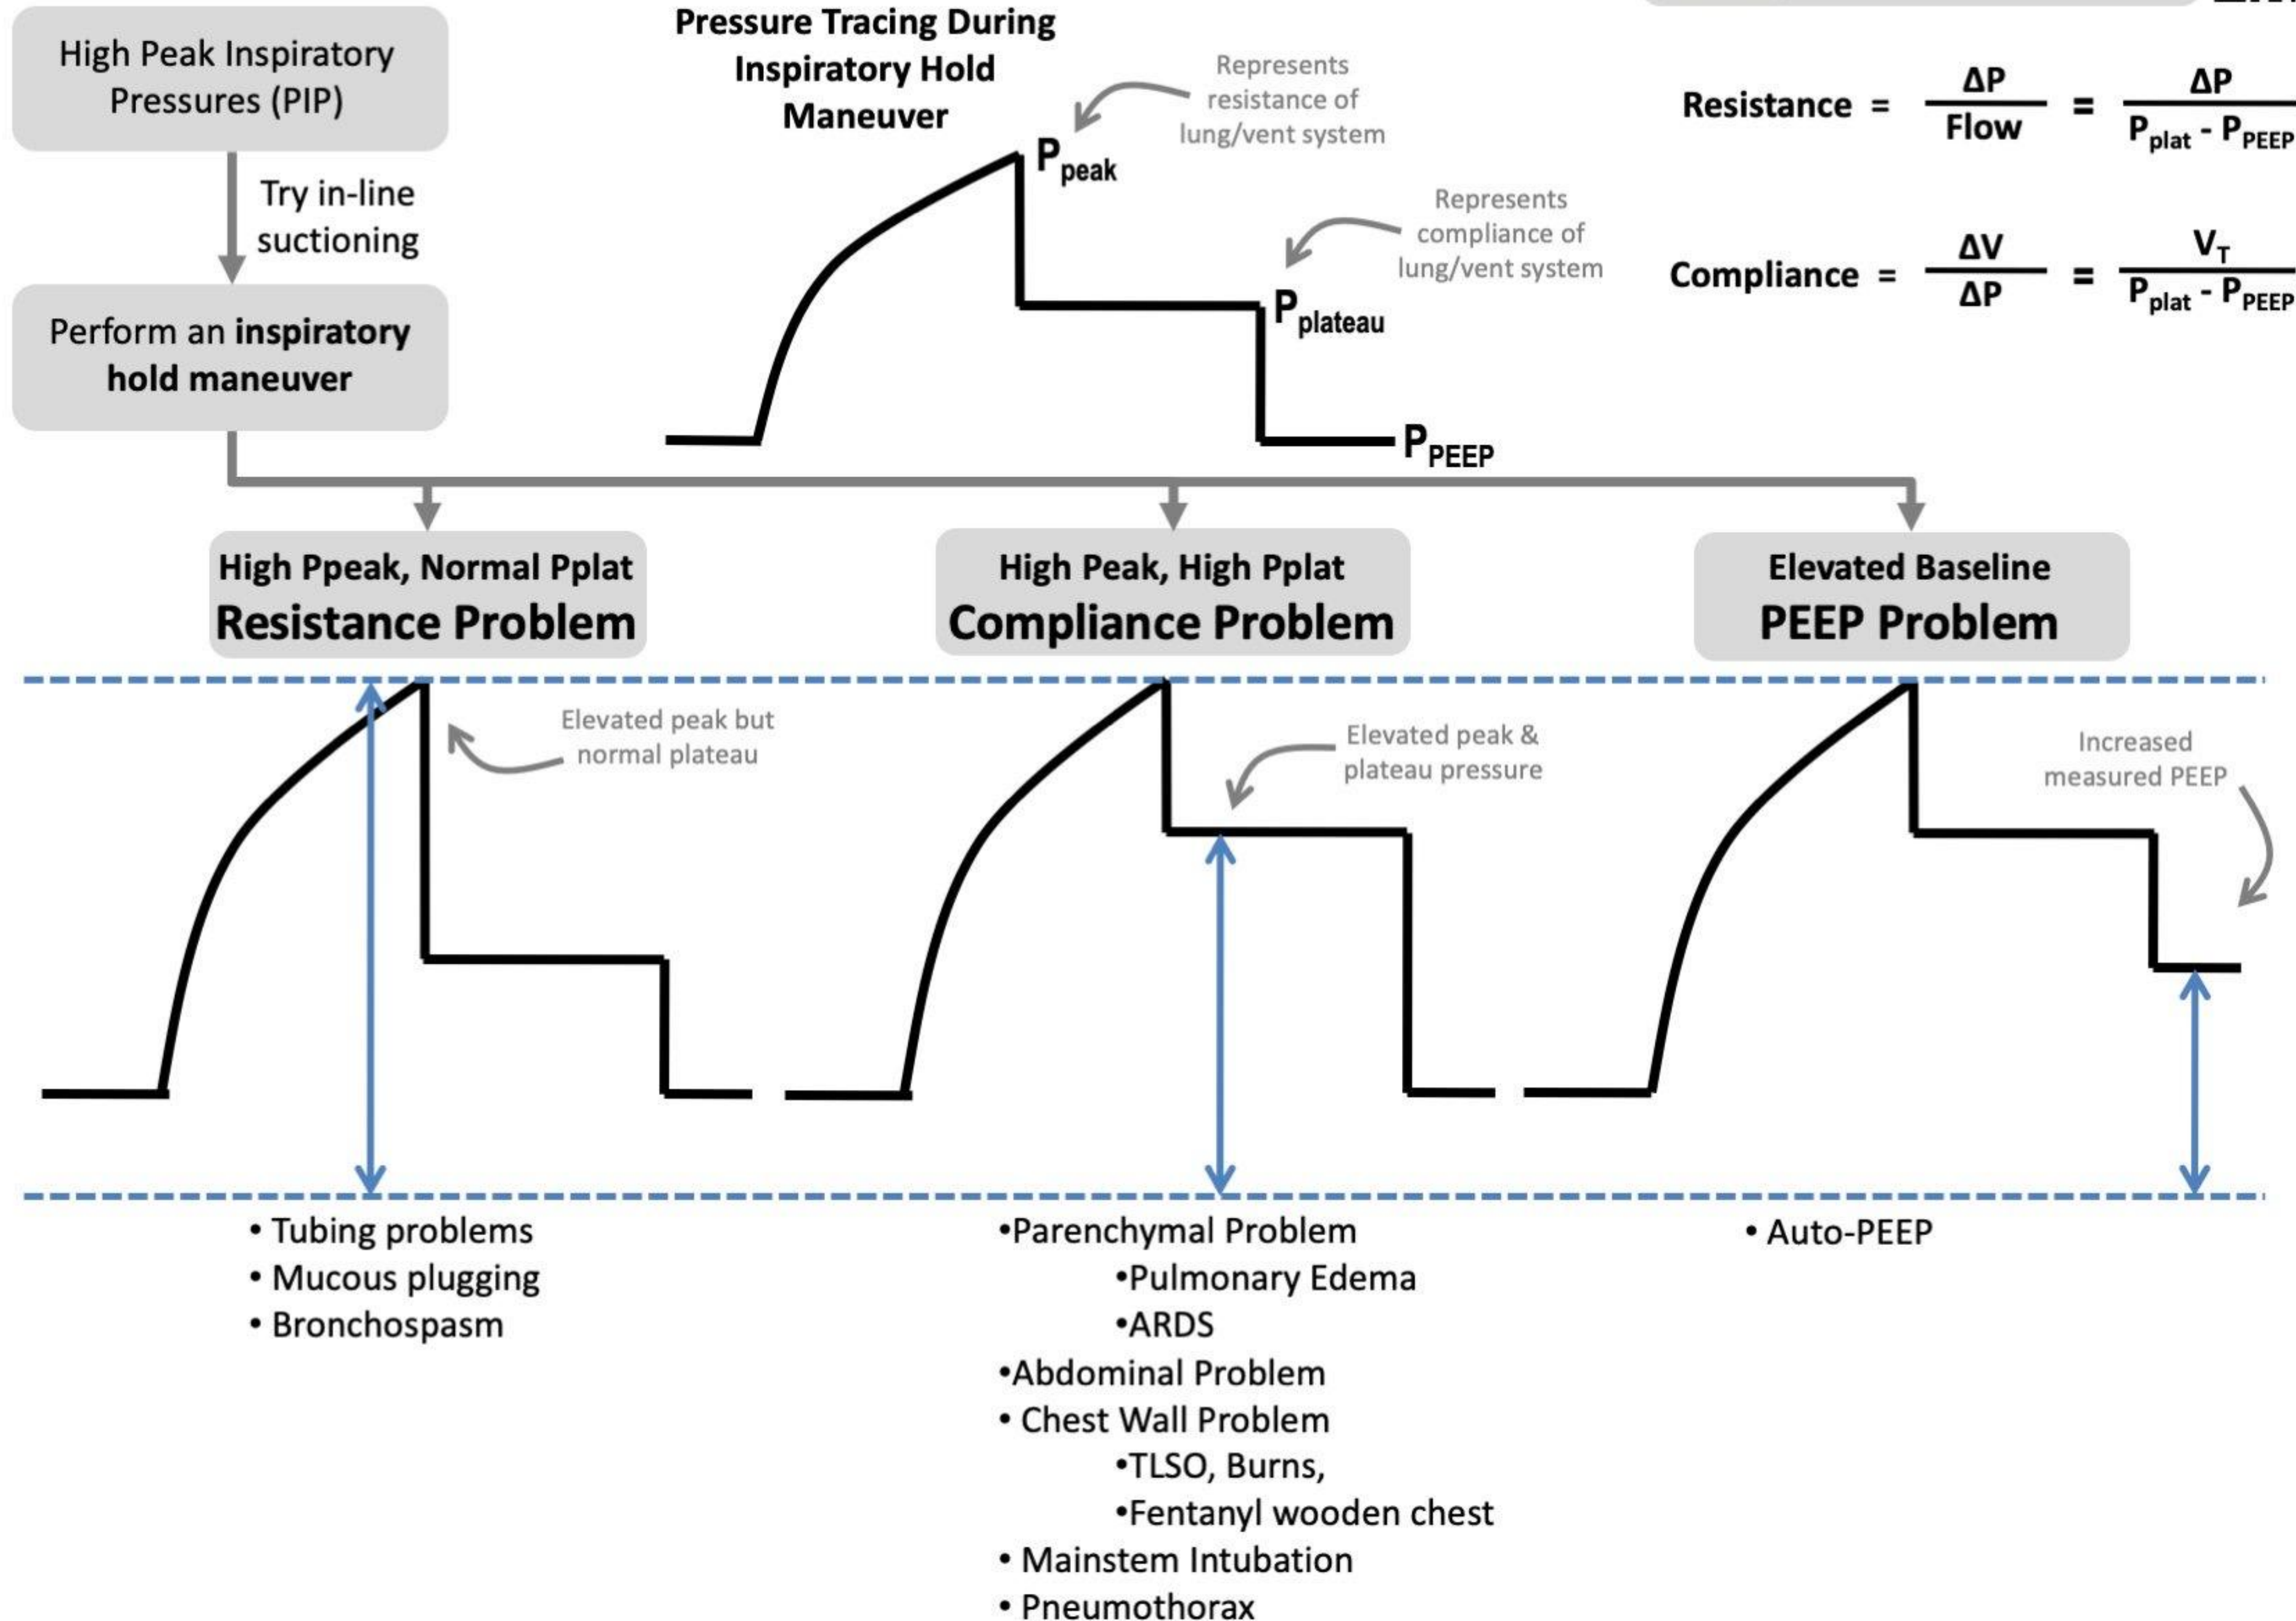 High Peak Inspiratory
Pressures (PIP)
Try in-line
suctioning
Perform an inspiratory
hold maneuver
Pressure Tracing During
Inspiratory Hold
Maneuver
Represents
resistance of
lung/vent system
Ppeak
Represents
compliance of
lung/vent system
Pplateau
PPEEP
Resistance = ΔP / Flow = ΔP / Pplat - PPEEP
Compliance = ΔV / ΔP = VT / Pplat - PPEEP
High Ppeak, Normal Pplat
Resistance Problem
High Peak, High Pplat
Compliance Problem
Elevated Baseline
PEEP Problem
Elevated peak but
normal plateau
Elevated peak &
plateau pressure
Increased
measured PEEP
• Tubing problems
• Mucous plugging
• Bronchospasm
•Parenchymal Problem
•Pulmonary Edema
•ARDS
•Abdominal Problem
• Chest Wall Problem
•TLSO, Burns,
•Fentanyl wooden chest
• Mainstem Intubation
• Pneumothorax
• Auto-PEEP